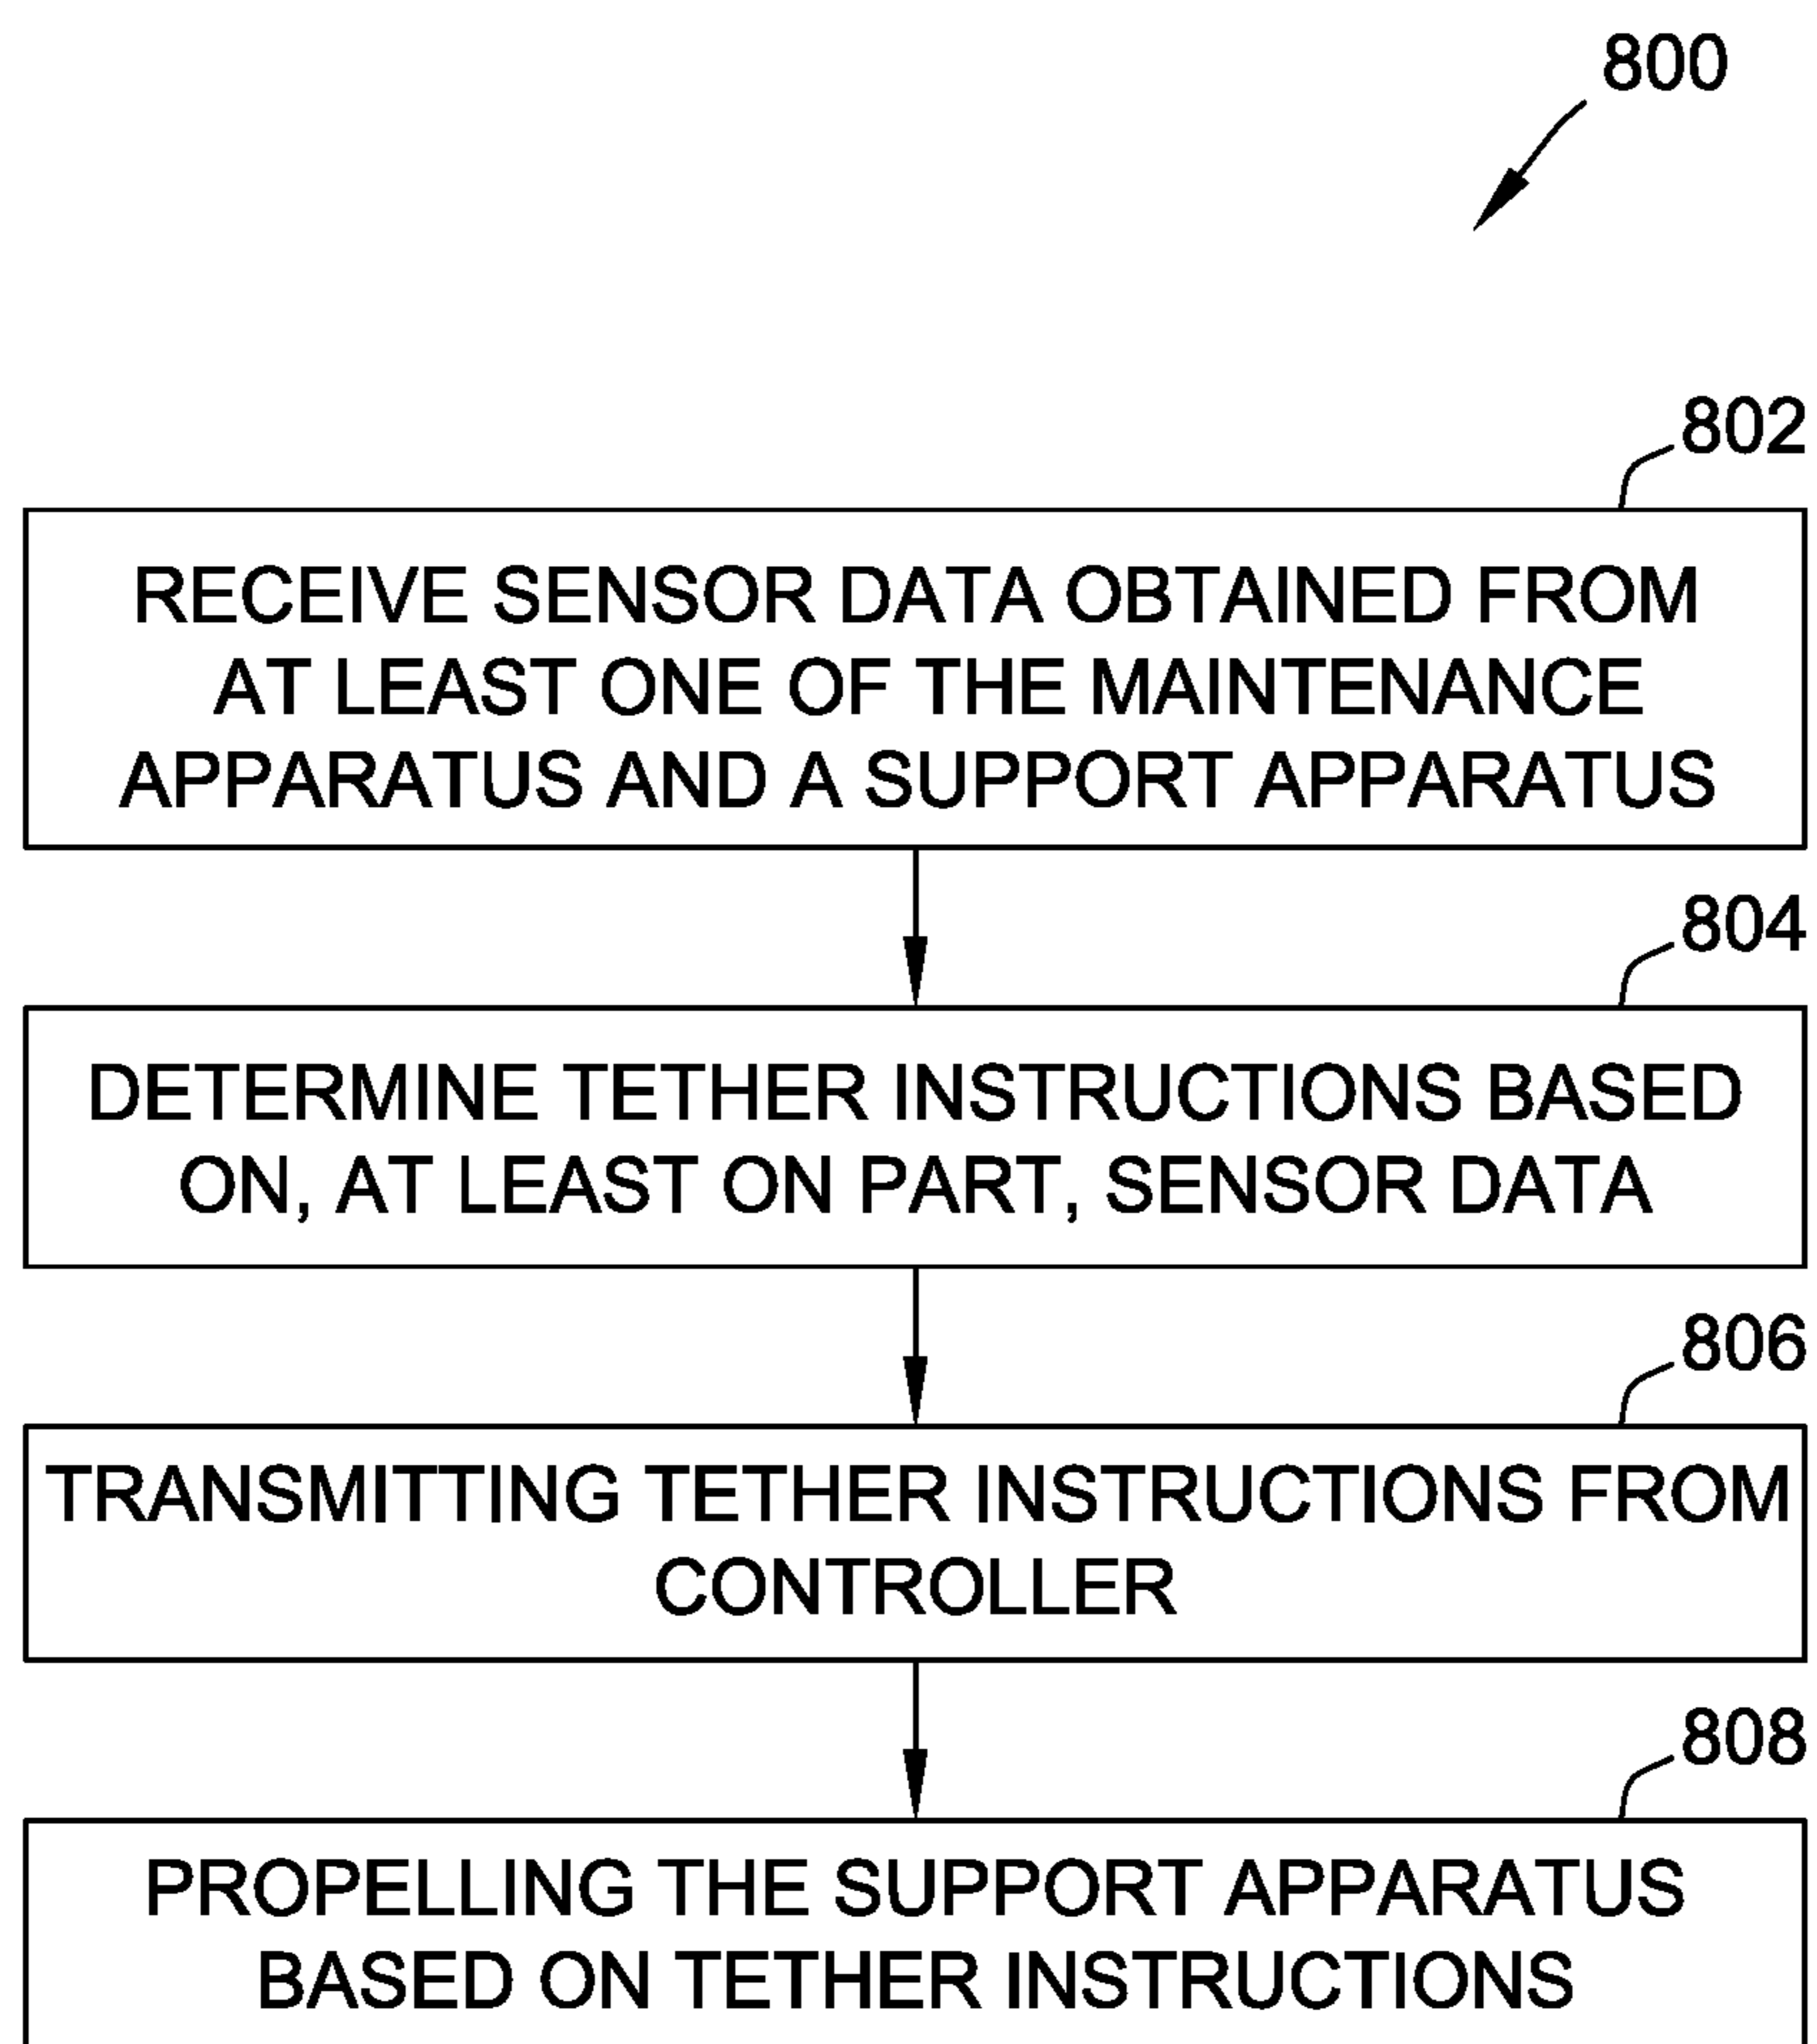 800
802
RECEIVE SENSOR DATA OBTAINED FROM
AT LEAST ONE OF THE MAINTENANCE
APPARATUS AND A SUPPORT APPARATUS
804
DETERMINE TETHER INSTRUCTIONS BASED
ON, AT LEAST ON PART, SENSOR DATA
806
TRANSMITTING TETHER INSTRUCTIONS FROM
CONTROLLER
808
PROPELLING THE SUPPORT APPARATUS
BASED ON TETHER INSTRUCTIONS